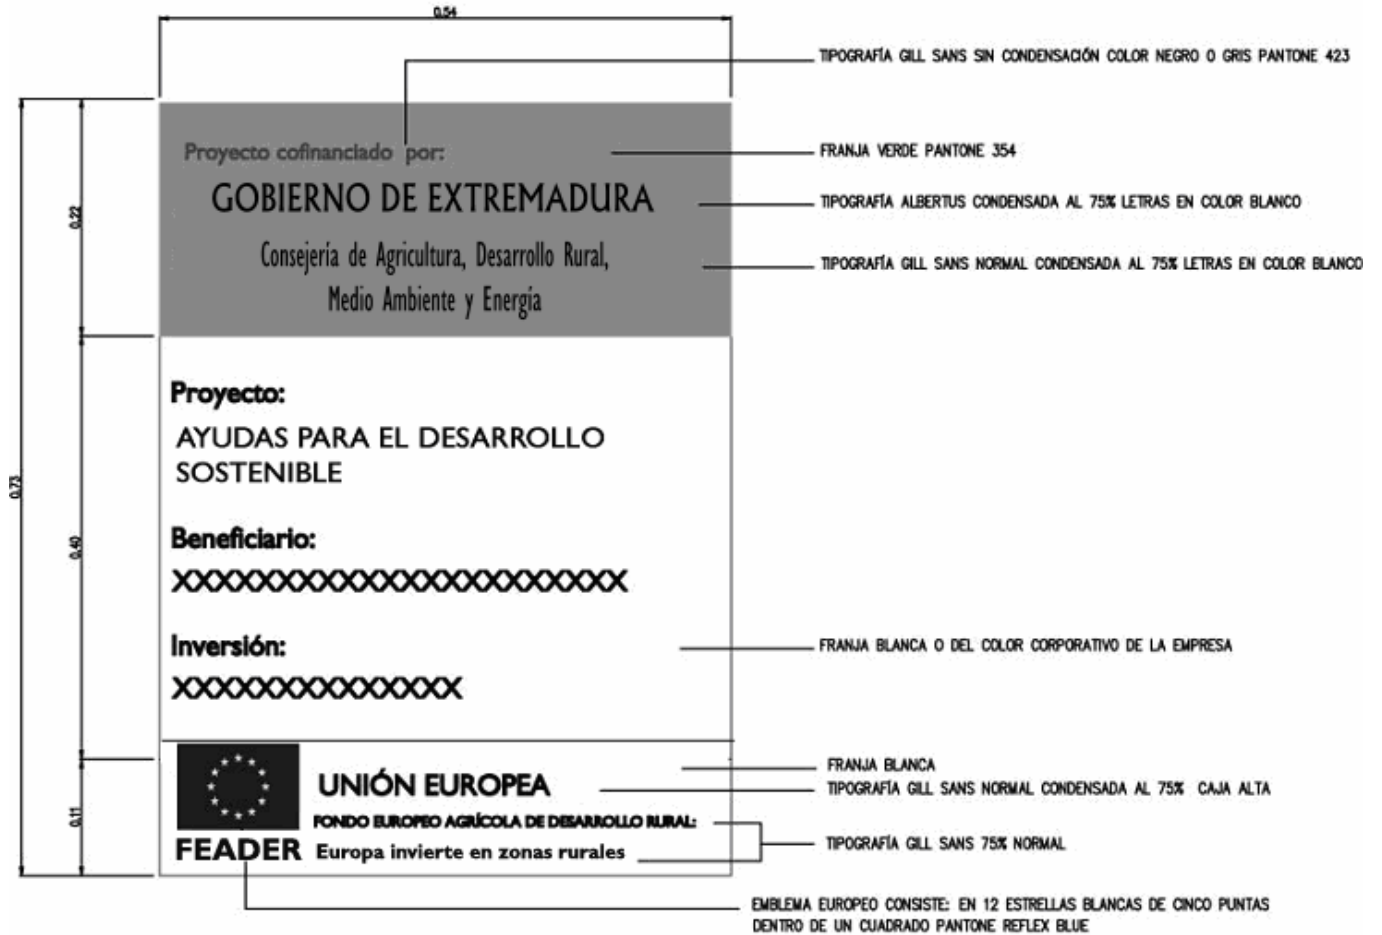 0.54
TIPOGRAFÍA GILL SANS SIN CONDENSACIÓN COLOR NEGRO O GRIS PANTONE 423
Proyecto cofinanciado por:
FRANJA VERDE PANTONE 354
GOBIERNO DE EXTREMADURA
TIPOGRAFÍA ALBERTUS CONDENSADA AL 75% LETRAS EN COLOR BLANCO
0.22
Consejería de Agricultura, Desarrollo Rural,
Medio Ambiente y Energía
TIPOGRAFÍA GILL SANS NORMAL CONDENSADA AL 75% LETRAS EN COLOR BLANCO
Proyecto:
AYUDAS PARA EL DESARROLLO
SOSTENIBLE
0.73
0.40
Beneficiario:
XXXXXXXXXXXXXXXXXXXXXX
Inversión:
FRANJA BLANCA O DEL COLOR CORPORATIVO DE LA EMPRESA
XXXXXXXXXXXXXX
0.11
UNIÓN EUROPEA
FRANJA BLANCA
TIPOGRAFÍA GILL SANS NORMAL CONDENSADA AL 75% CAJA ALTA
FONDO EUROPEO AGRÍCOLA DE DESARROLLO RURAL:
FEADER Europa invierte en zonas rurales
TIPOGRAFÍA GILL SANS 75% NORMAL
EMBLEMA EUROPEO CONSISTE: EN 12 ESTRELLAS BLANCAS DE CINCO PUNTAS
DENTRO DE UN CUADRADO PANTONE REFLEX BLUE